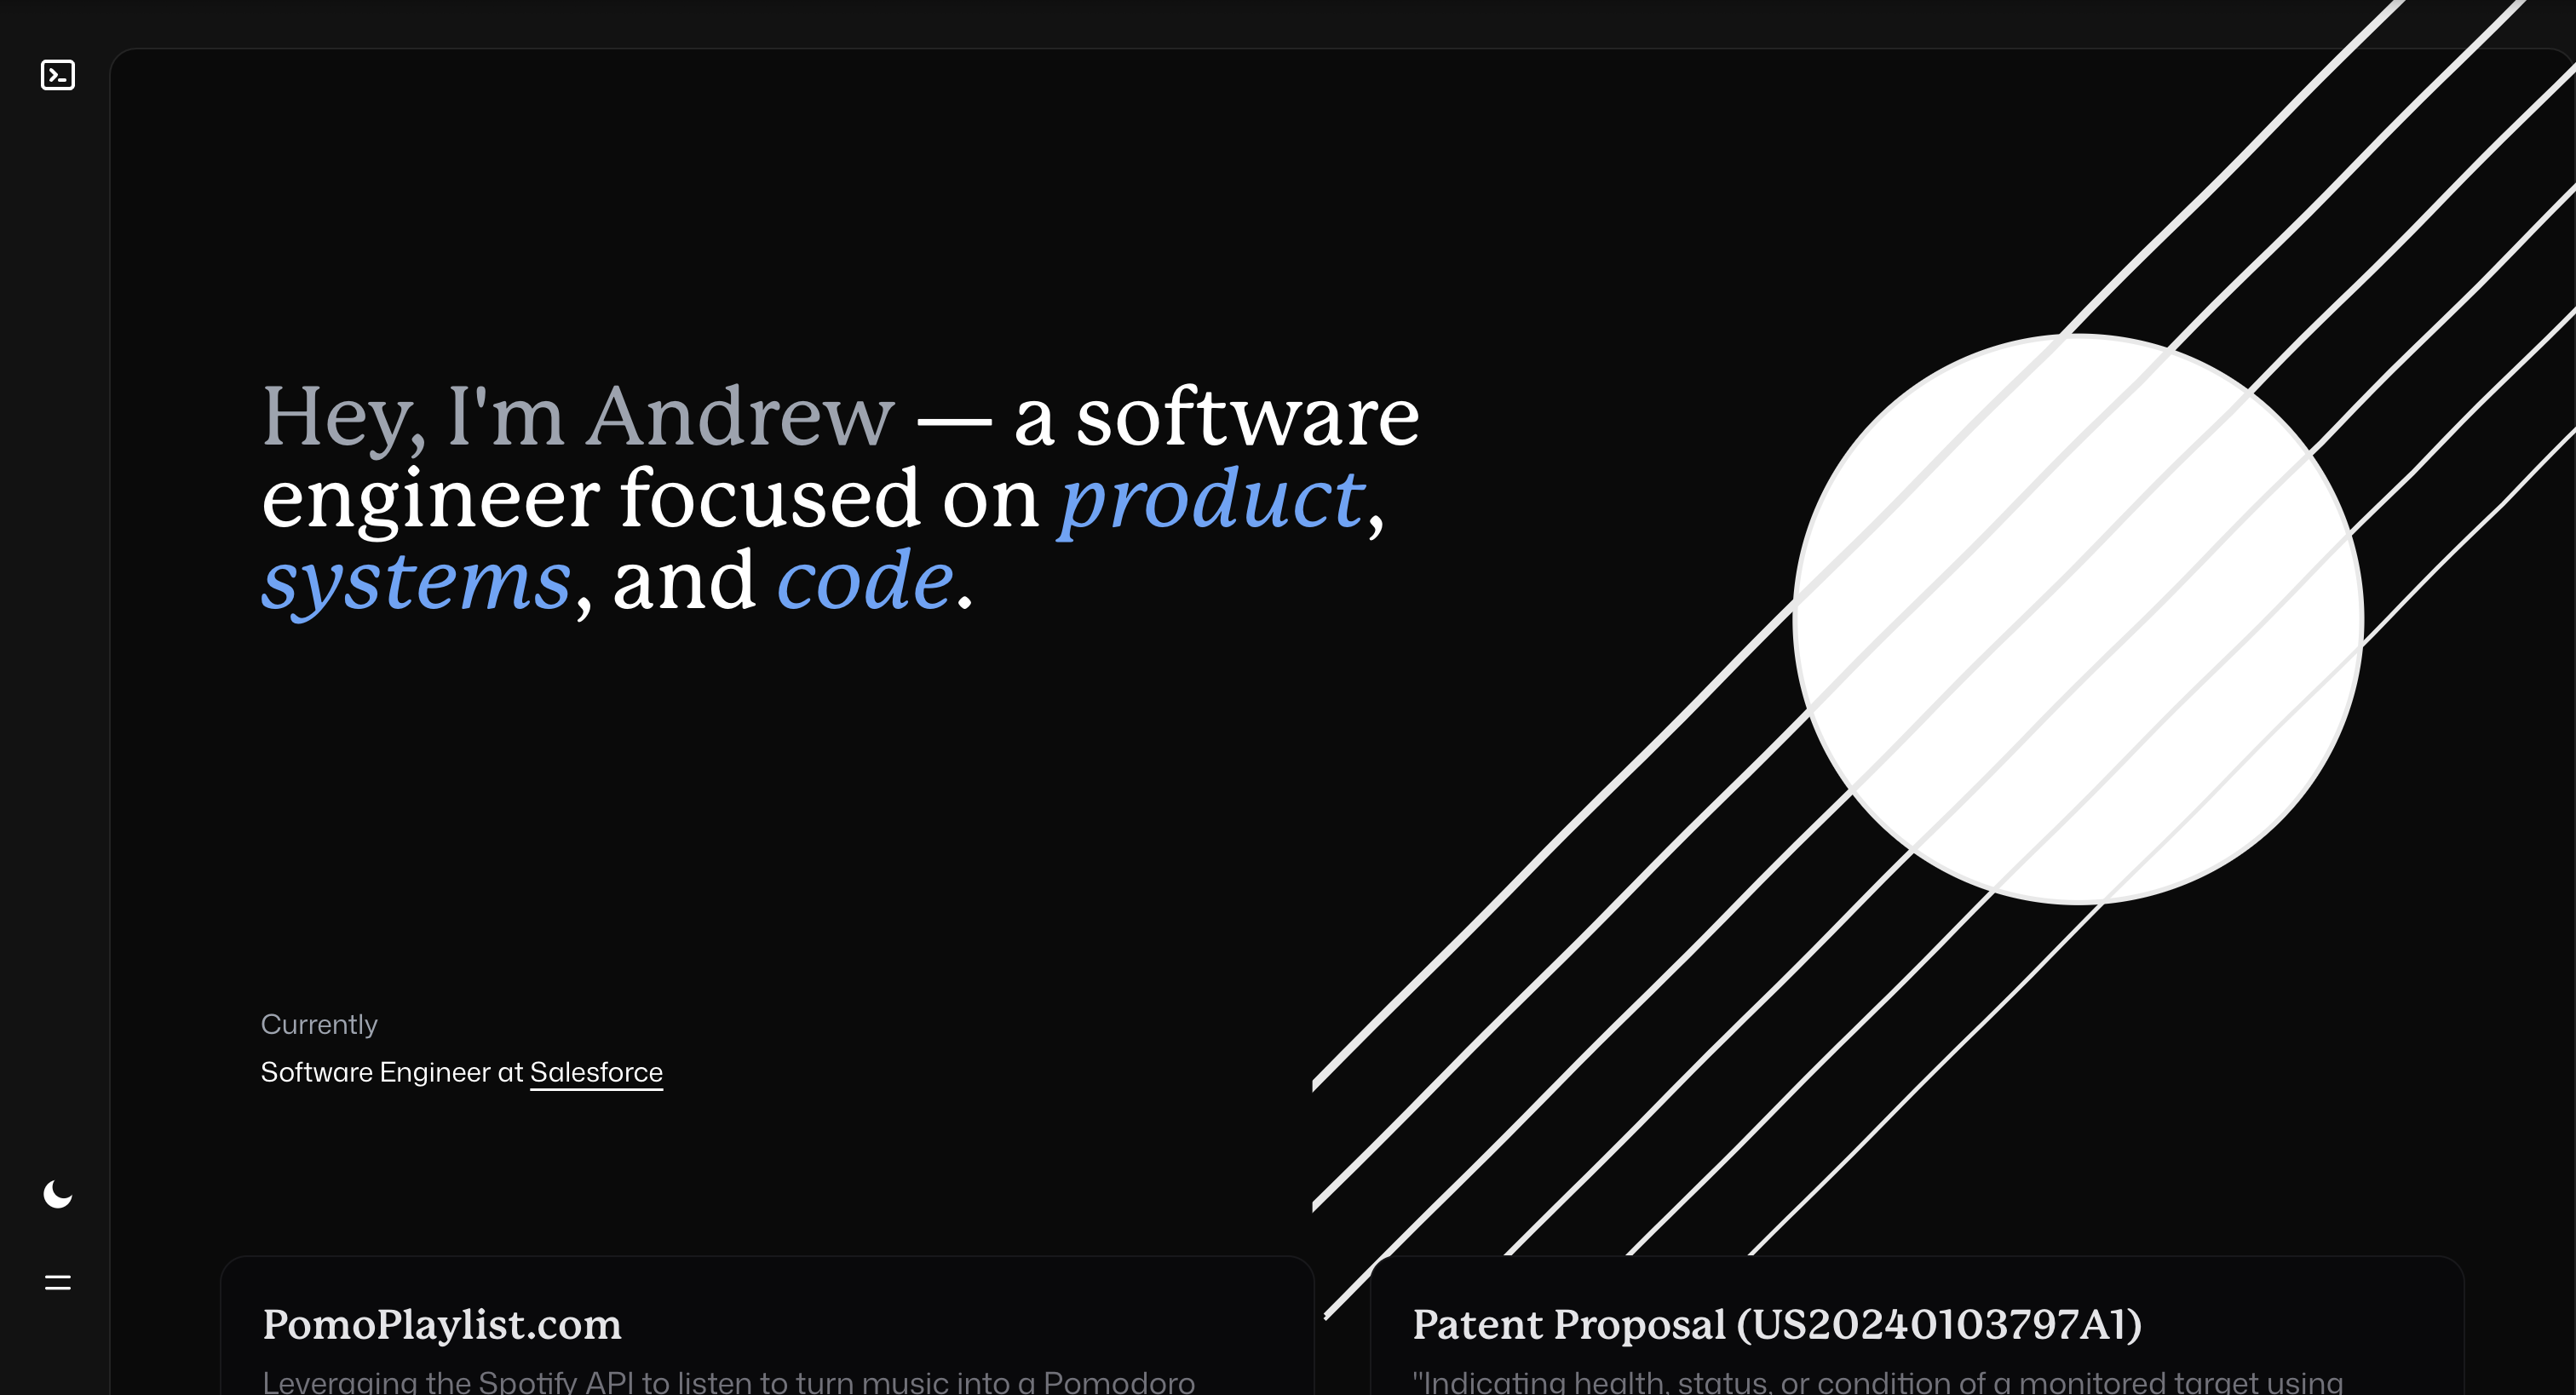 Hey, I'm Andrew — a software
engineer focused on product,
systems, and code.
Currently
Software Engineer at Salesforce
PomoPlaylist.com
Leveraging the Spotify API to listen to turn music into a Pomodoro
Patent Proposal (US20240103797A1)
"Indicating health, status, or condition of a monitored target using